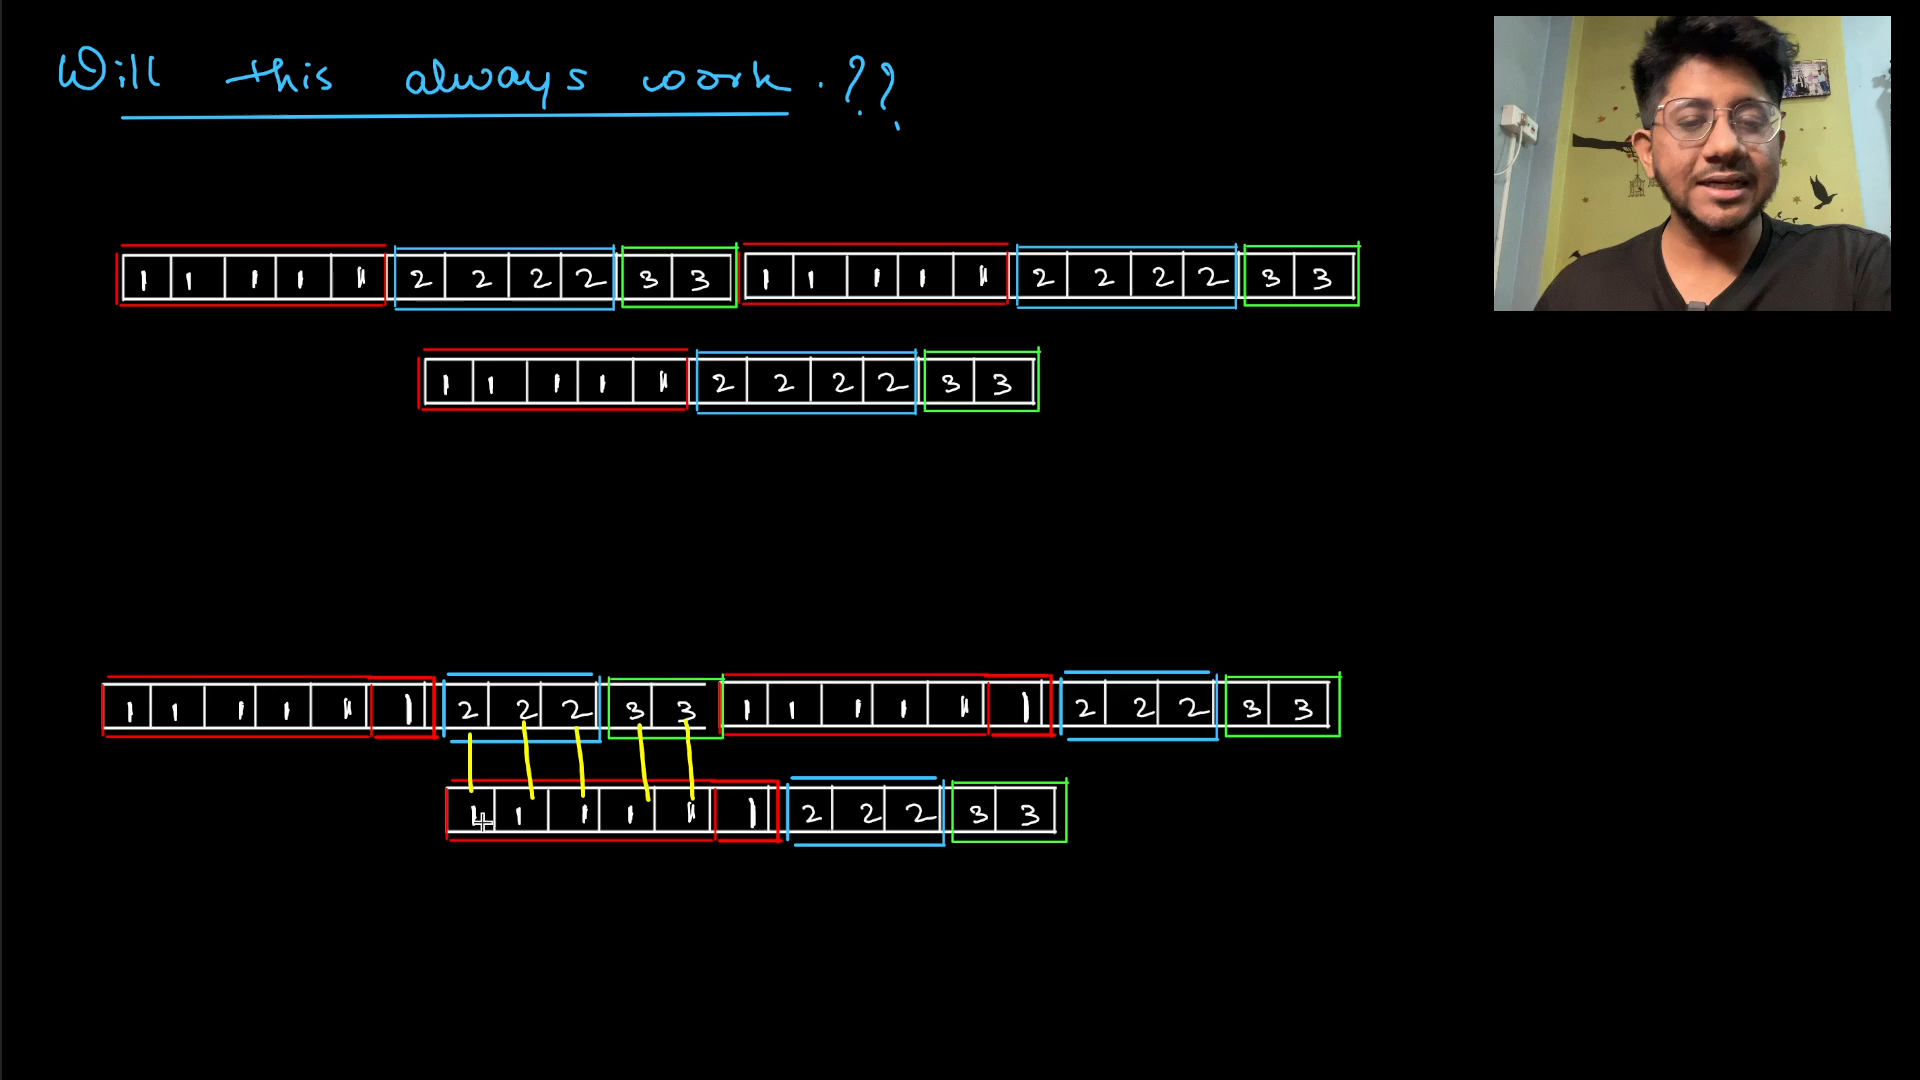 Will this always work.??
1 1 1 1 1 2 2 2 2 3 3 1 1 1 1 1 2 2 2 2 3 3
1 1 1 1 1 2 2 2 2 3 3
1 1 1 1 1 1 2 2 2 3 3 1 1 1 1 1 1 2 2 2 3 3
1 1 1 1 1 1 2 2 2 3 3